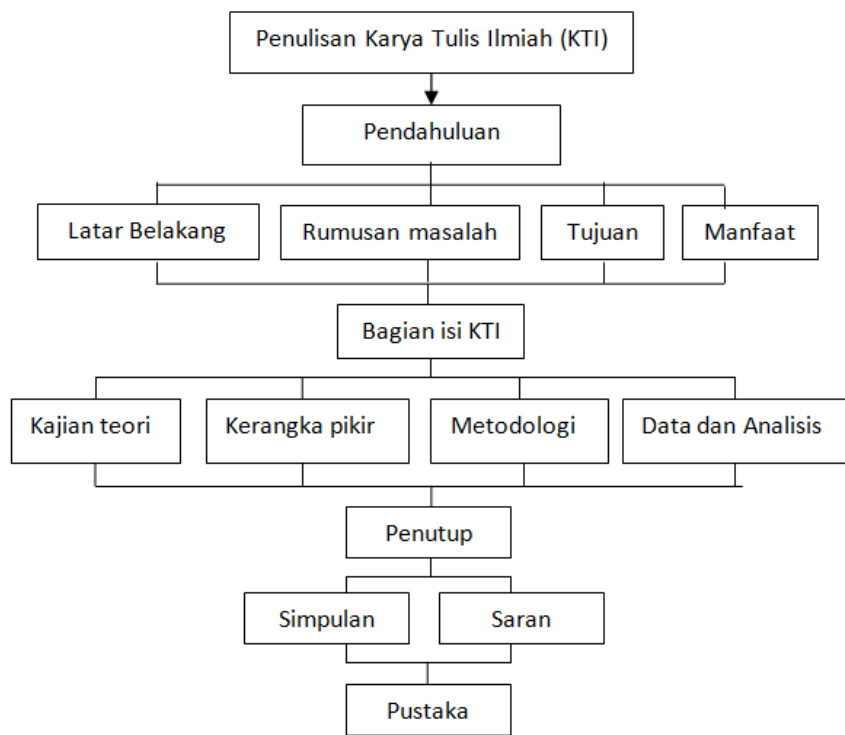 Penulisan Karya Tulis Ilmiah (KTI)
Pendahuluan
Latar Belakang
Rumusan masalah
Tujuan
Manfaat
Bagian isi KTI
Kajian teori
Kerangka pikir
Metodologi
Data dan Analisis
Penutup
Simpulan
Saran
Pustaka